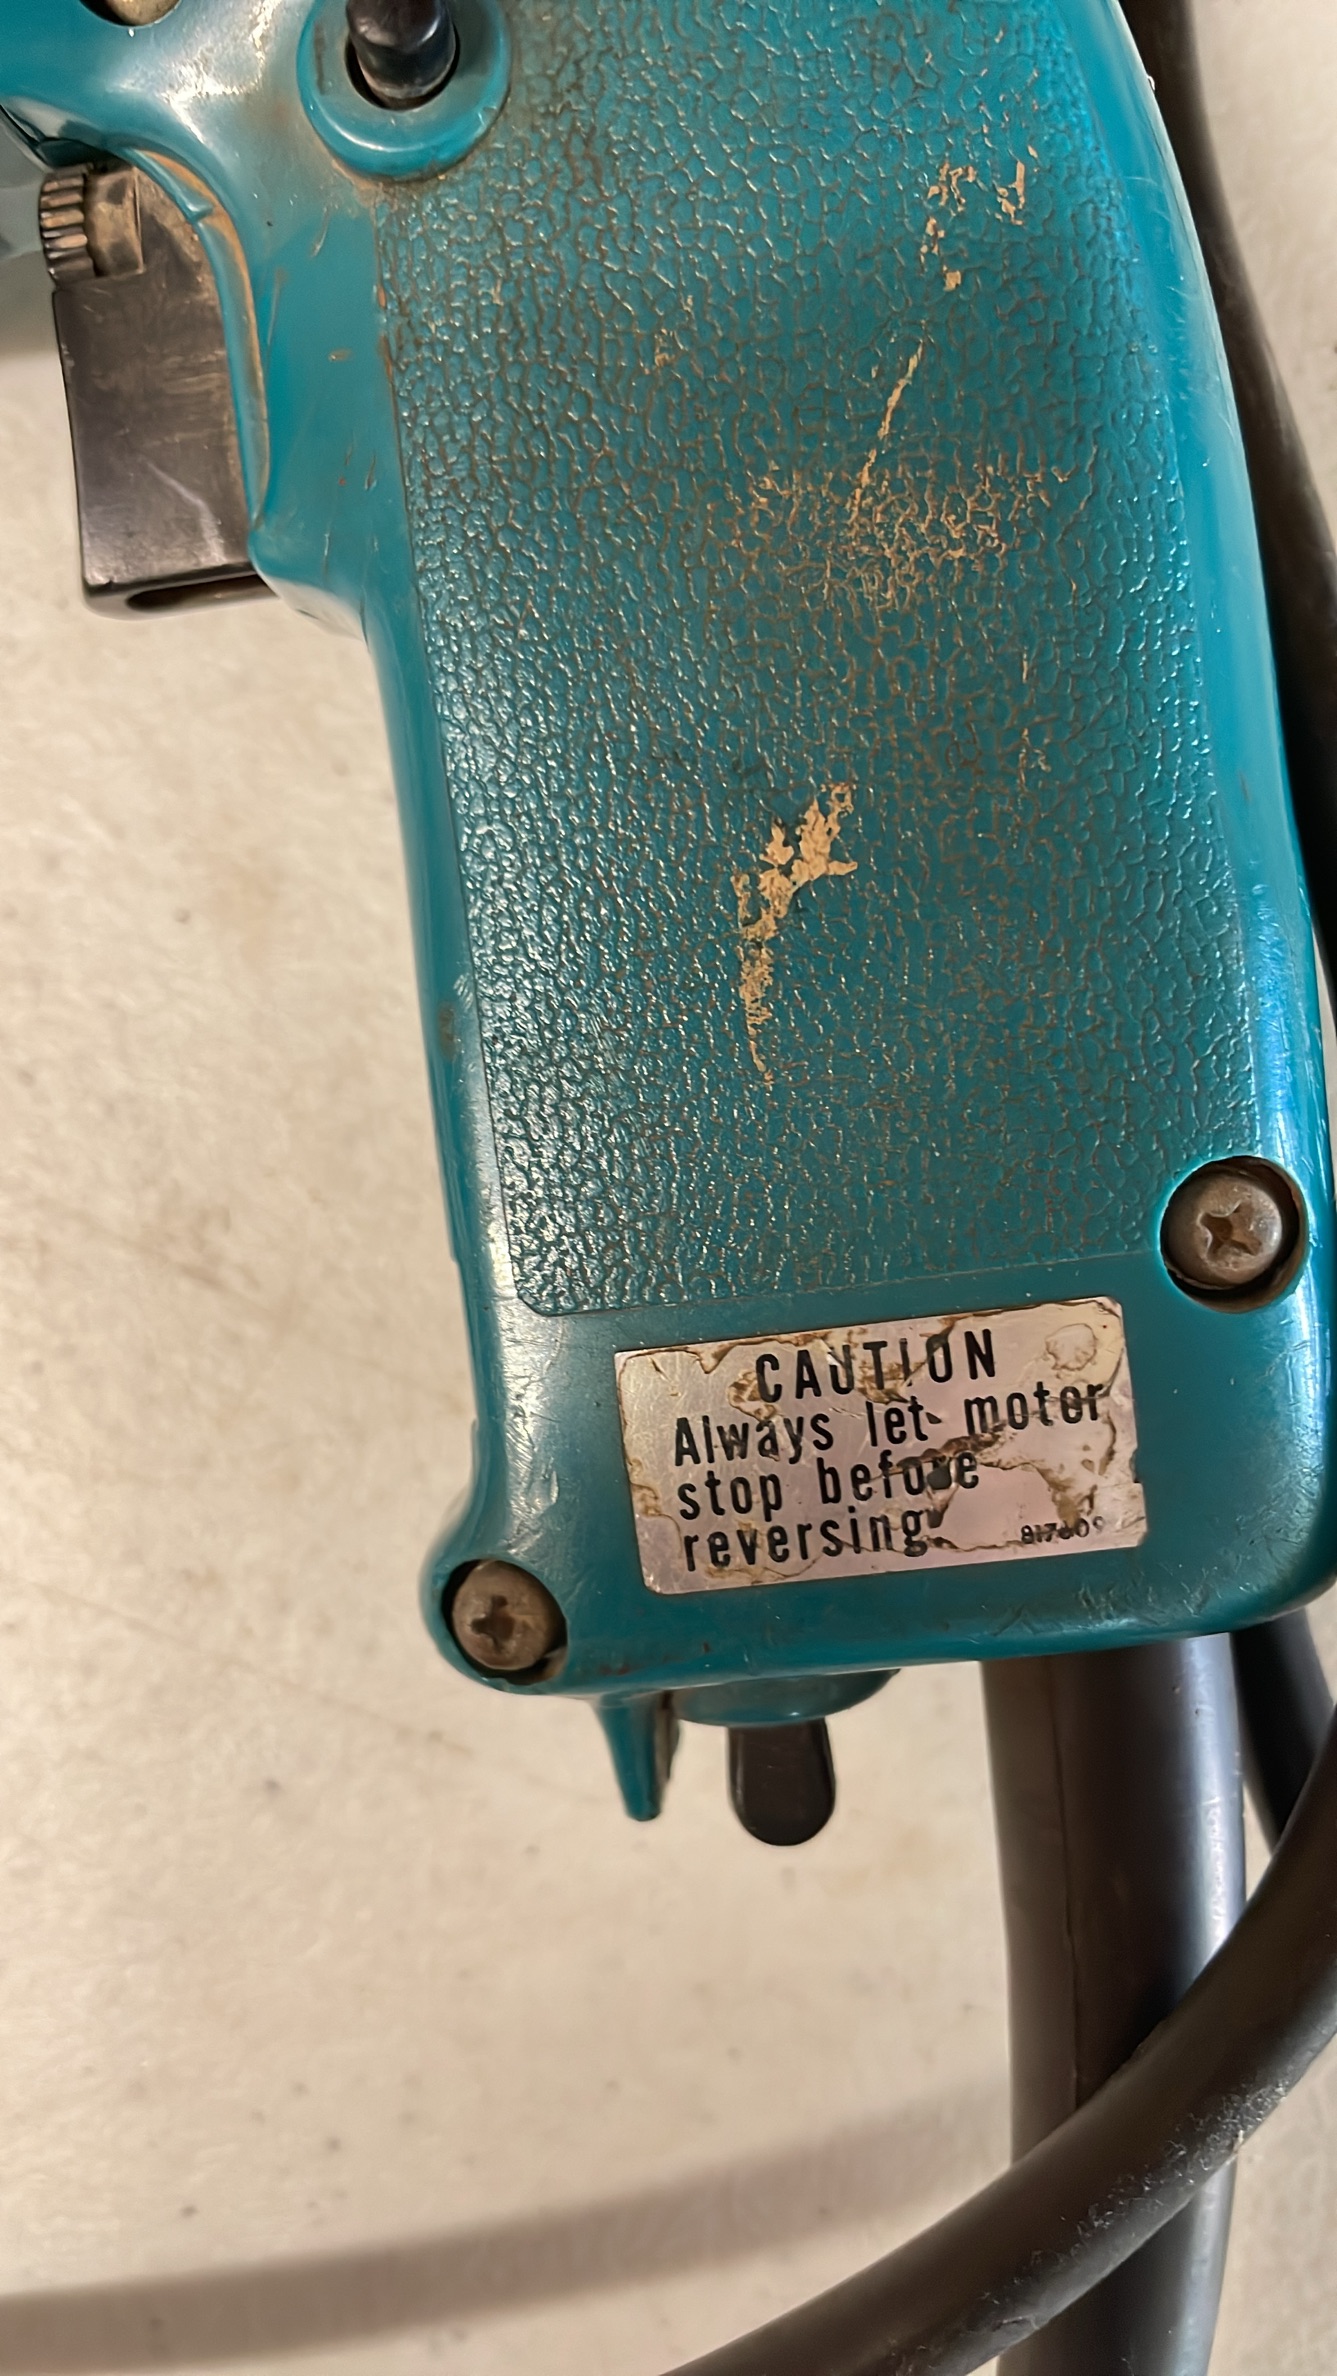 CAUTION
Always let motor
stop before
reversing